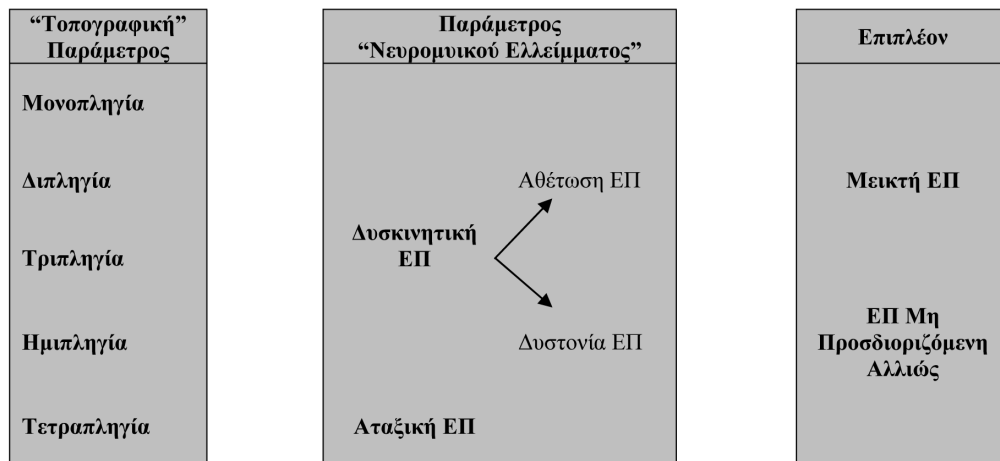 “Τοπογραφική”
Παράμετρος
Μονοπληγία
Διπληγία
Τριπληγία
Ημιπληγία
Τετραπληγία
Παράμετρος
“Νευρομυικού Ελλείμματος”
Αθέτωση ΕΠ
Δυσκινητική
ΕΠ
Δυστονία ΕΠ
Αταξική ΕΠ
Επιπλέον
Μεικτή ΕΠ
ΕΠ Μη
Προσδιοριζόμενη
Αλλιώς